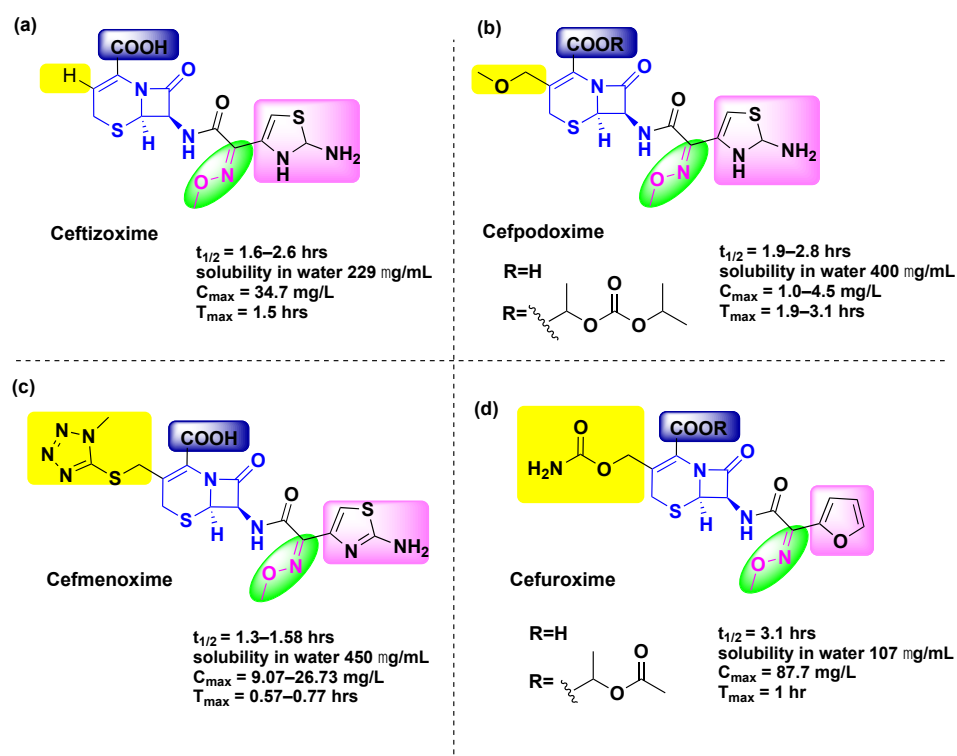 (a)
COOH
H
O
N
S
H
N
H
O
S
N
H
NH2
O
N
Ceftizoxime
t1/2 = 1.6–2.6 hrs
solubility in water 229 mg/mL
Cmax = 34.7 mg/L
Tmax = 1.5 hrs
(b)
COOR
O
O
N
S
H
N
H
O
S
N
H
NH2
O
N
Cefpodoxime
R=H
R=
O
O
O
t1/2 = 1.9–2.8 hrs
solubility in water 400 mg/mL
Cmax = 1.0–4.5 mg/L
Tmax = 1.9–3.1 hrs
(c)
N
N
N
N
S
COOH
O
N
S
H
N
H
O
S
N
NH2
O
N
Cefmenoxime
t1/2 = 1.3–1.58 hrs
solubility in water 450 mg/mL
Cmax = 9.07–26.73 mg/L
Tmax = 0.57–0.77 hrs
(d)
O
H2N
O
COOR
O
N
S
H
N
H
O
O
O
N
Cefuroxime
R=H
R=
O
O
t1/2 = 3.1 hrs
solubility in water 107 mg/mL
Cmax = 87.7 mg/L
Tmax = 1 hr